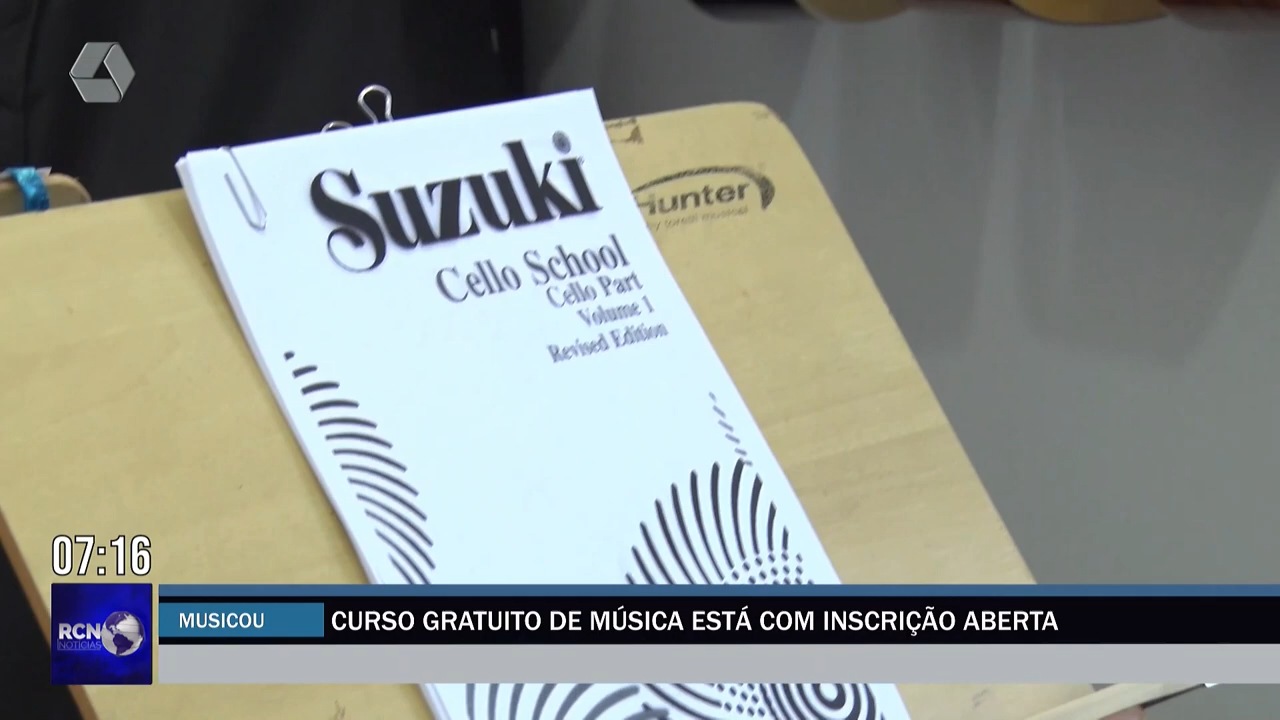 Suzuki
Cello School
Cello Part
Volume 1
Revised Edition
Hunter
07:16
RCN
NOTÍCIAS
MUSICOU
CURSO GRATUITO DE MÚSICA ESTÁ COM INSCRIÇÃO ABERTA